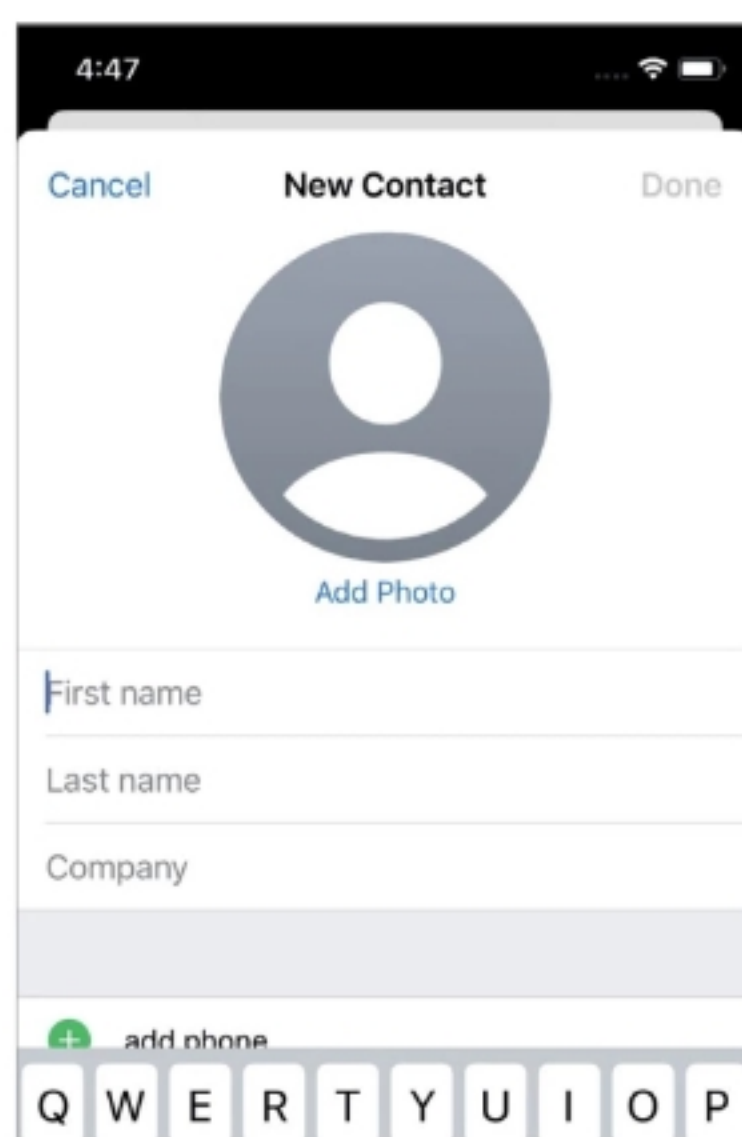 4:47
Cancel New Contact Done
Add Photo
First name
Last name
Company
add phone
Q W E R T Y U I O P